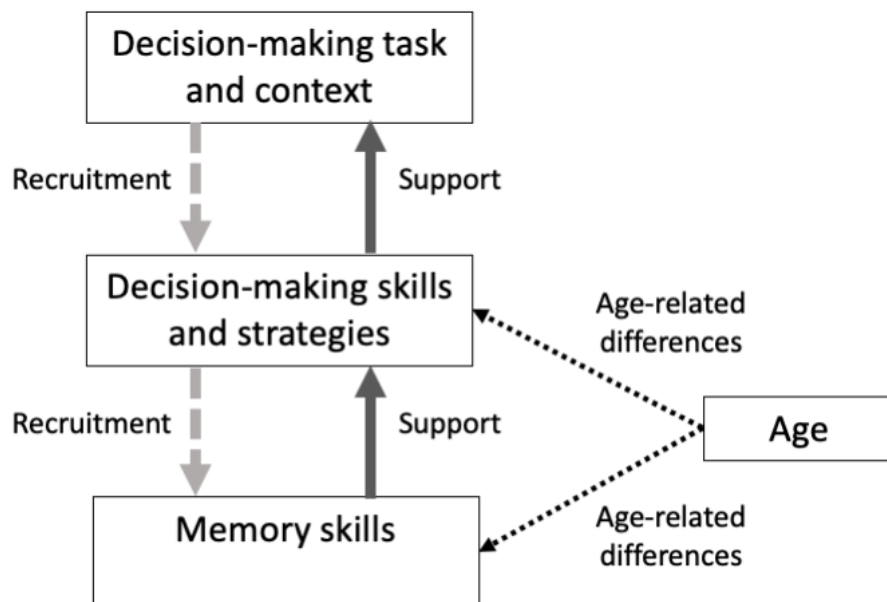 Decision-making task
and context
Recruitment
Support
Decision-making skills
and strategies
Age-related
differences
Recruitment
Support
Age
Memory skills
Age-related
differences